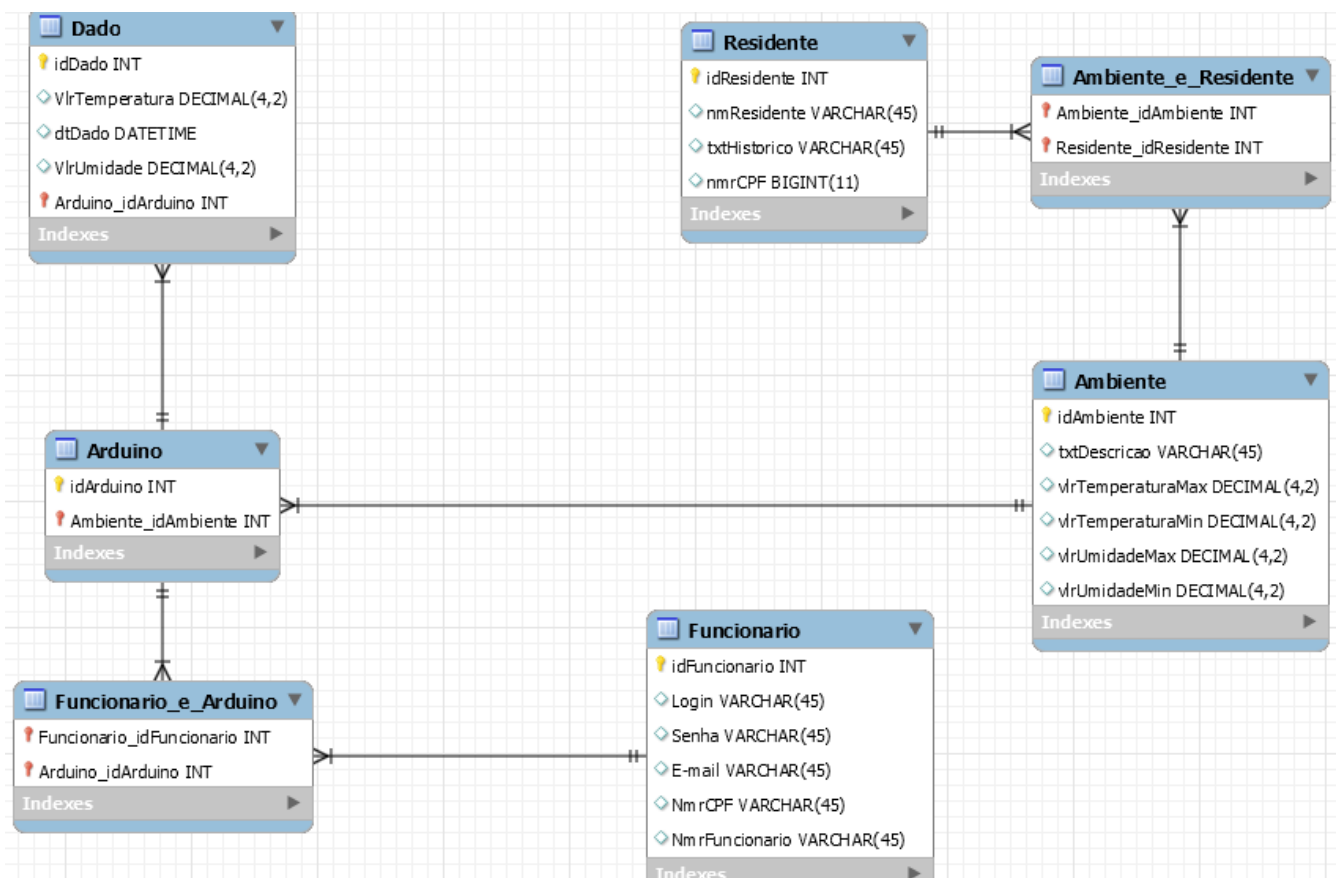 Dado
idDado INT
VlrTemperatura DECIMAL(4,2)
dtDado DATETIME
VlrUmidade DECIMAL(4,2)
Arduino_idArduino INT
Indexes
Residente
idResidente INT
nmResidente VARCHAR(45)
txtHistorico VARCHAR(45)
nmrCPF BIGINT(11)
Indexes
Ambiente_e_Residente
Ambiente_idAmbiente INT
Residente_idResidente INT
Indexes
Arduino
idArduino INT
Ambiente_idAmbiente INT
Indexes
Ambiente
idAmbiente INT
txtDescricao VARCHAR(45)
vlrTemperaturaMax DECIMAL(4,2)
vlrTemperaturaMin DECIMAL(4,2)
vlrUmidadeMax DECIMAL(4,2)
vlrUmidadeMin DECIMAL(4,2)
Indexes
Funcionario_e_Arduino
Funcionario_idFuncionario INT
Arduino_idArduino INT
Indexes
Funcionario
idFuncionario INT
Login VARCHAR(45)
Senha VARCHAR(45)
E-mail VARCHAR(45)
NmrCPF VARCHAR(45)
NmrFuncionario VARCHAR(45)
Indexes